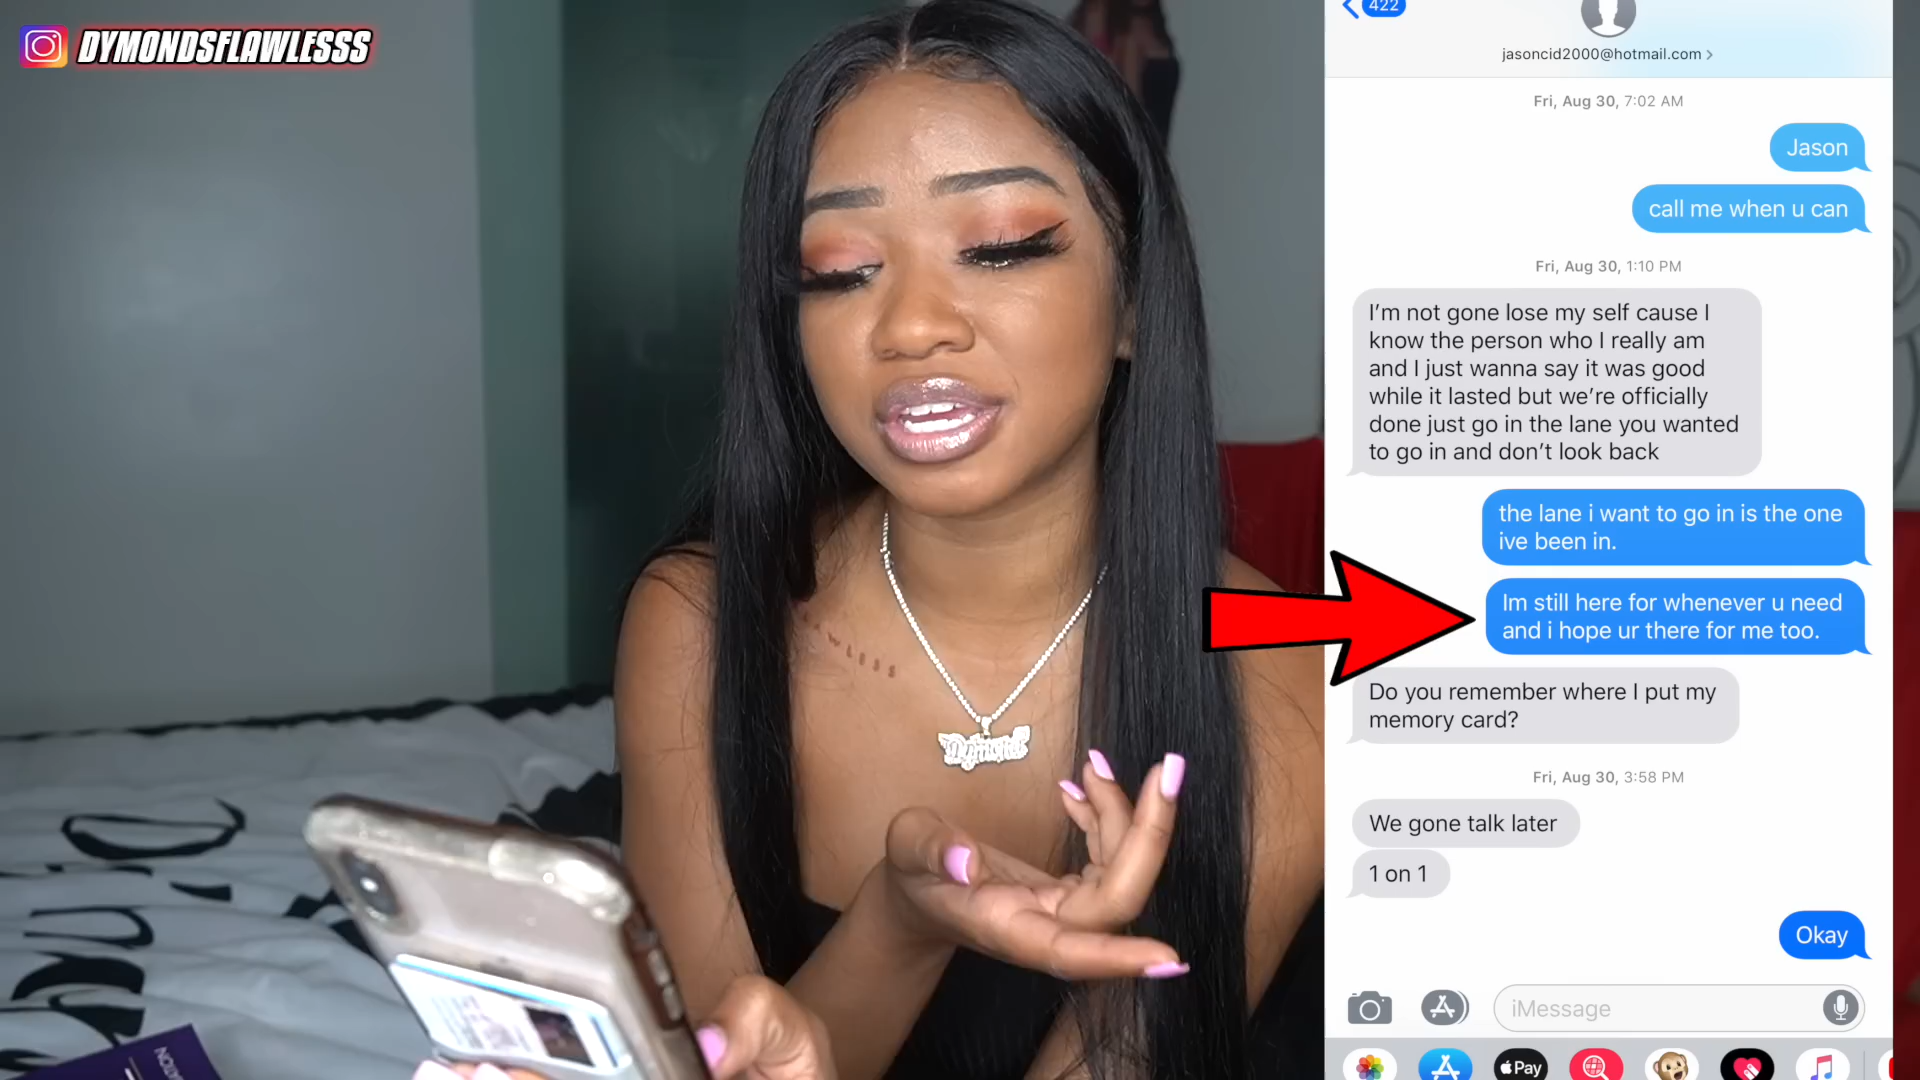 DYMONDSFLAWLESSS
422
jasoncid2000@hotmail.com >
Fri, Aug 30, 7:02 AM
Jason
call me when u can
Fri, Aug 30, 1:10 PM
I'm not gone lose my self cause I
know the person who I really am
and I just wanna say it was good
while it lasted but we're officially
done just go in the lane you wanted
to go in and don't look back
the lane i want to go in is the one
ive been in.
Im still here for whenever u need
and i hope ur there for me too.
Do you remember where I put my
memory card?
Fri, Aug 30, 3:58 PM
We gone talk later
1 on 1
Okay
iMessage
Pay